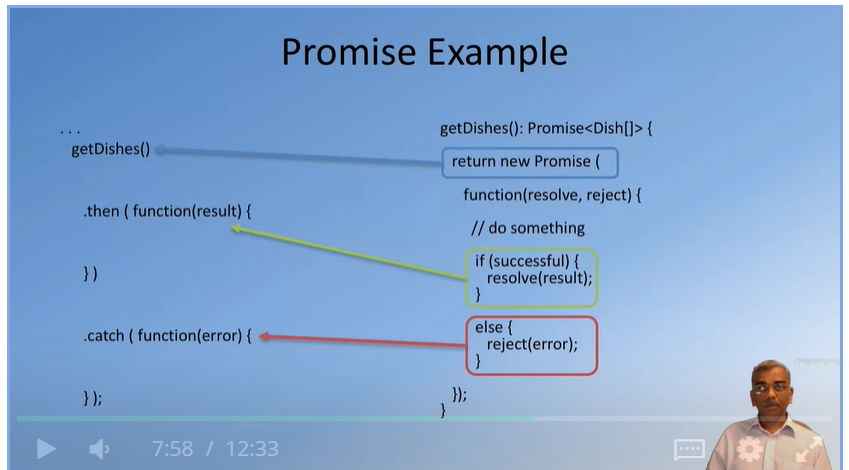 Promise Example
. . .
getDishes()
.then ( function(result) {
} )
.catch ( function(error) {
} );
getDishes(): Promise<Dish[]> {
return new Promise (
function(resolve, reject) {
// do something
if (successful) {
resolve(result);
}
else {
reject(error);
}
});
}
7:58 / 12:33